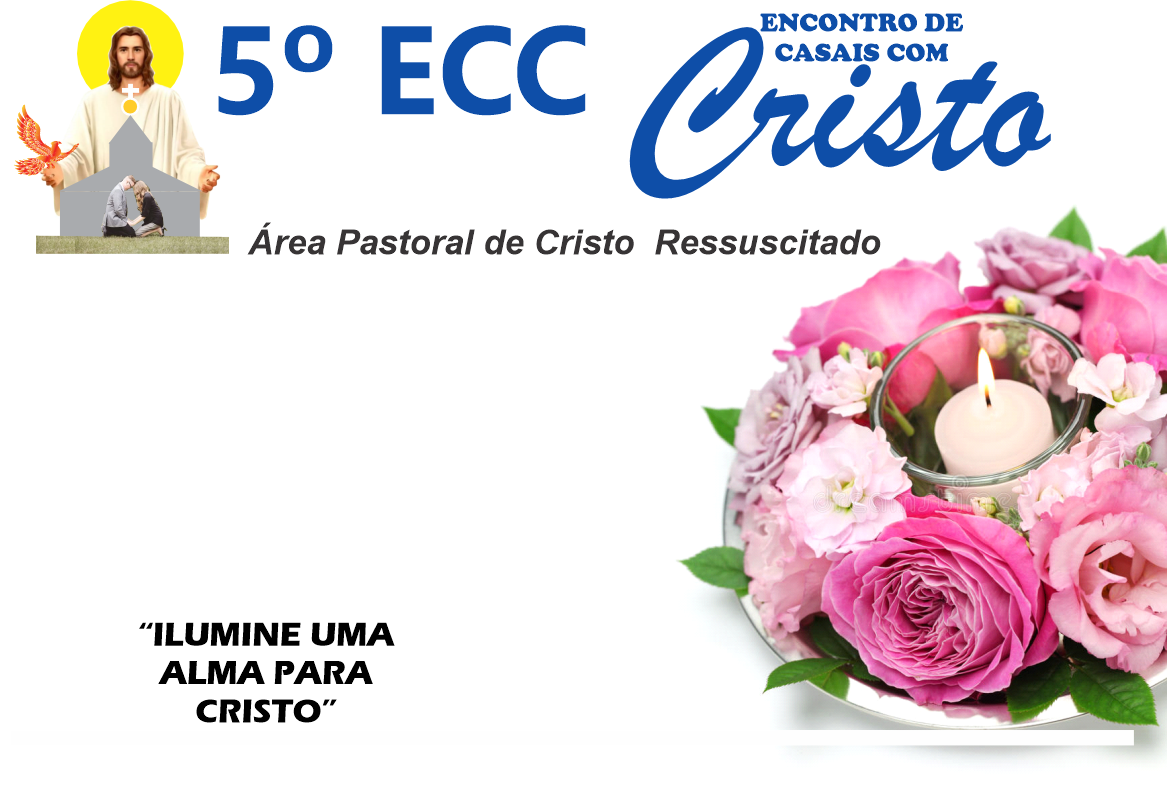 5º ECC
ENCONTRO DE
CASAIS COM
Cristo
Área Pastoral de Cristo Ressuscitado
“ILUMINE UMA
ALMA PARA
CRISTO”